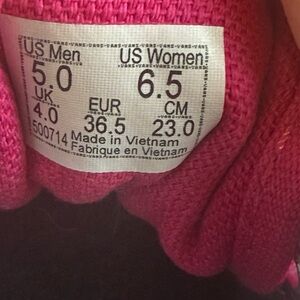 US Men US Women
5.0 6.5
UK EUR CM
4.0 36.5 23.0
500714 Made in Vietnam
Fabrique en Vietnam